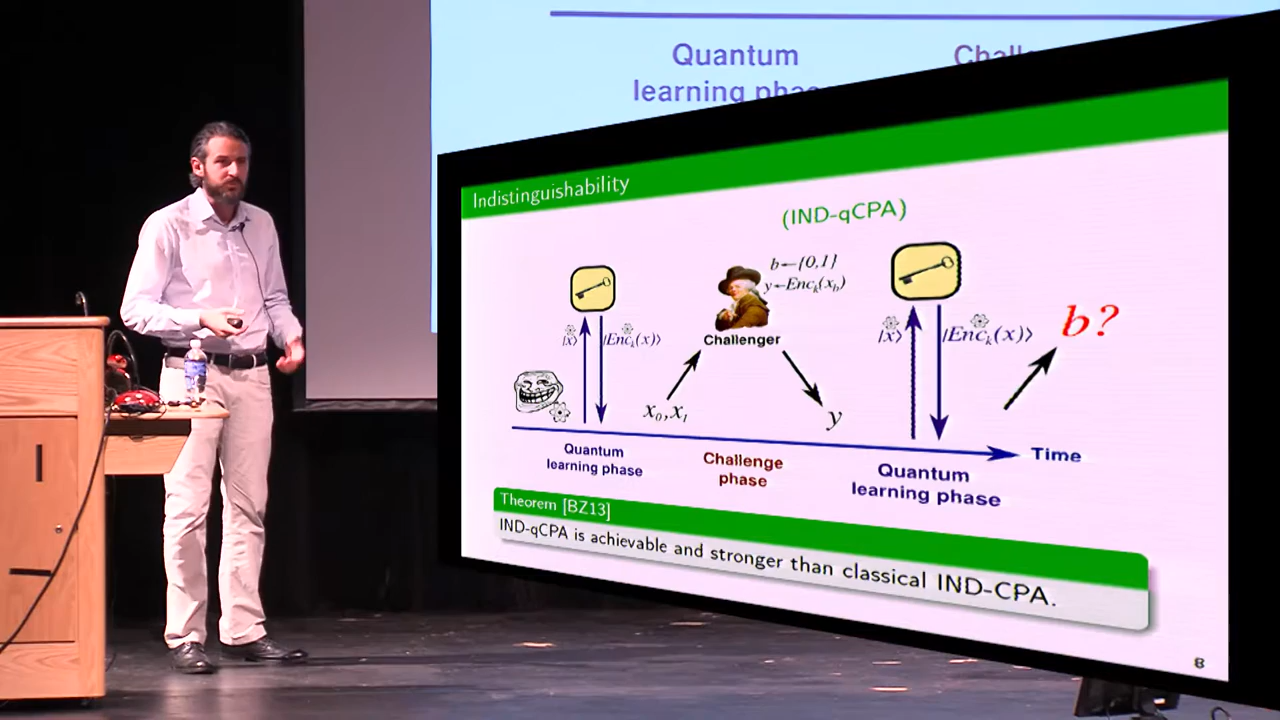 Quantum
learning phase
Chall
Indistinguishability
(IND-qCPA)
b←{0,1}
y←Enc_k(x_b)
Challenger
|x⟩
|Enc_k(x)⟩
|x⟩
|Enc_k(x)⟩
b?
x_0,x_1
y
Time
Quantum
learning phase
Challenge
phase
Quantum
learning phase
Theorem [BZ13]
IND-qCPA is achievable and stronger than classical IND-CPA.
8